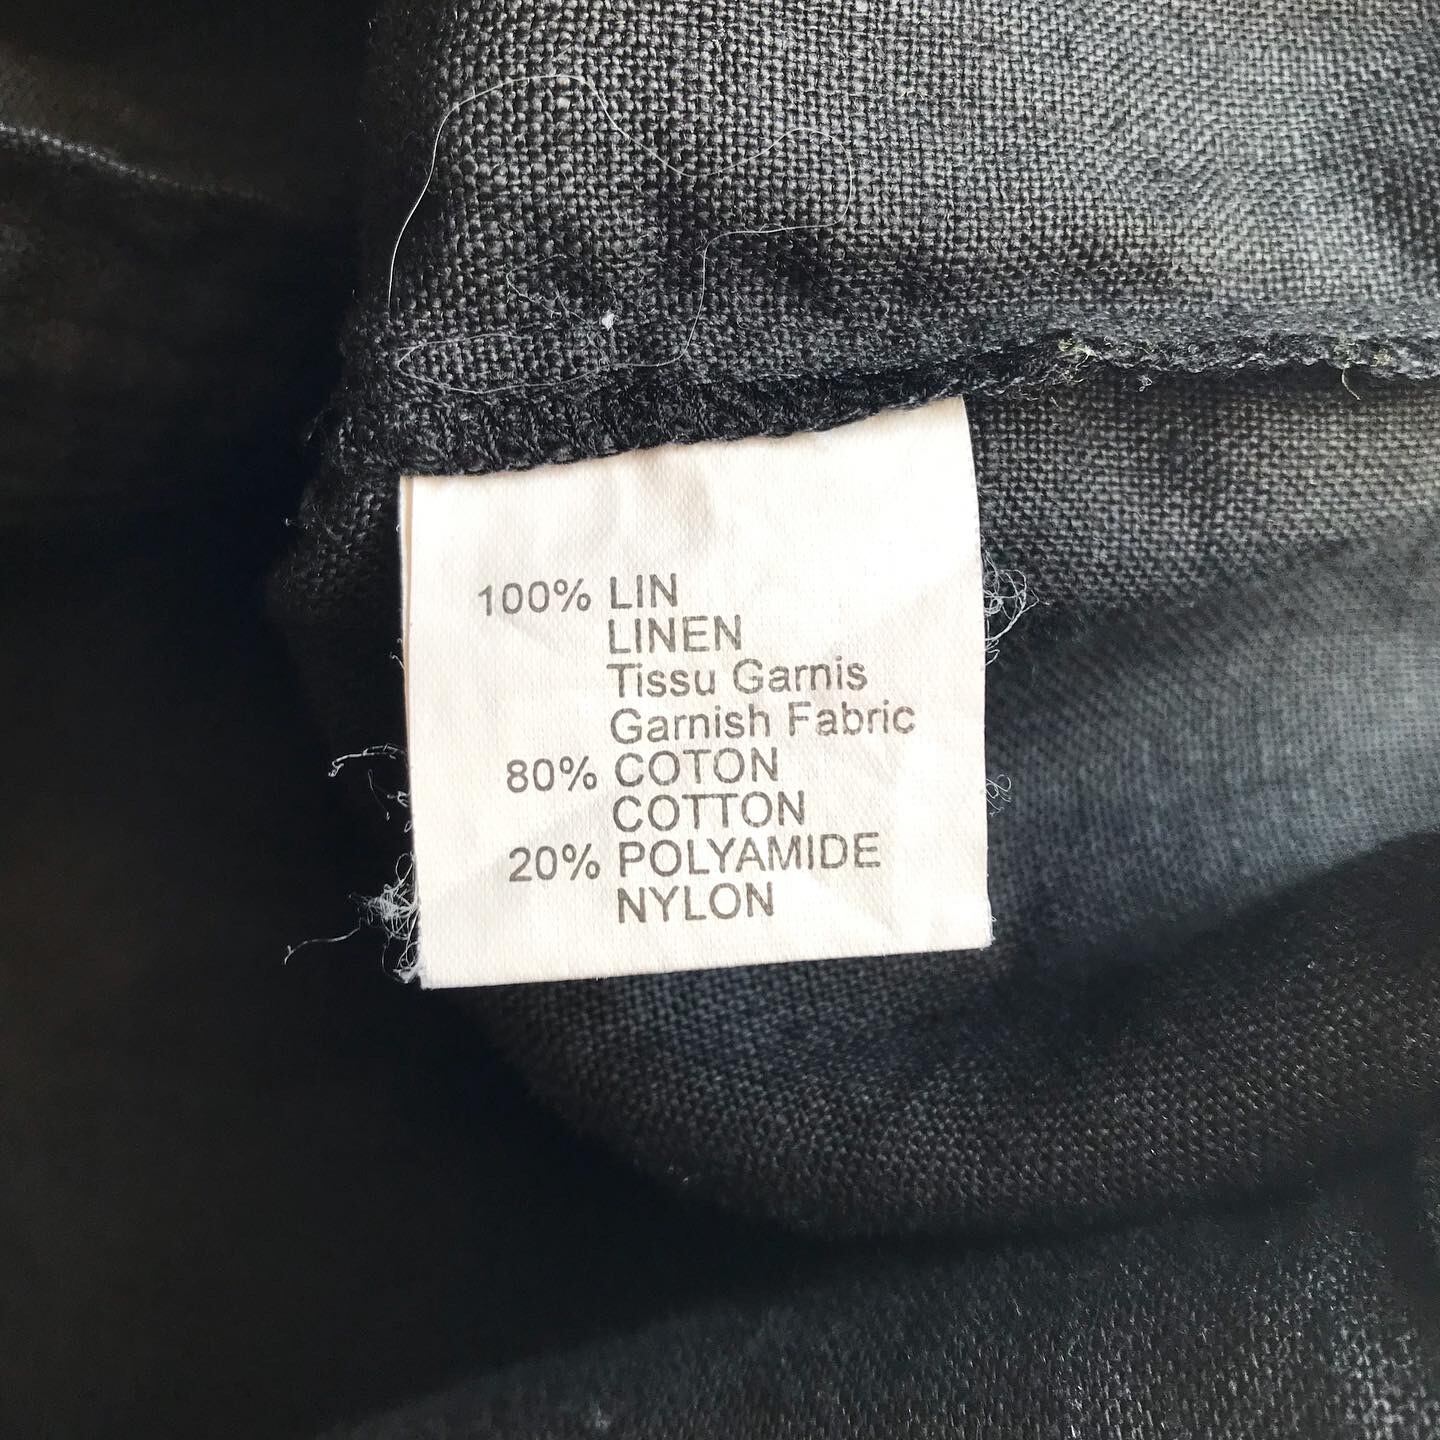 100% LIN
LINEN
Tissu Garnis
Garnish Fabric
80% COTON
COTTON
20% POLYAMIDE
NYLON